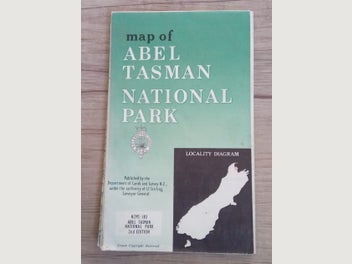 map of
ABEL
TASMAN
NATIONAL
PARK
Published by the
Department of Lands and Survey N.Z.,
under the authority of
Surveyor General
LOCALITY DIAGRAM
NZMS 183
ABEL TASMAN
NATIONAL PARK
2nd EDITION
Crown Copyright Reserved